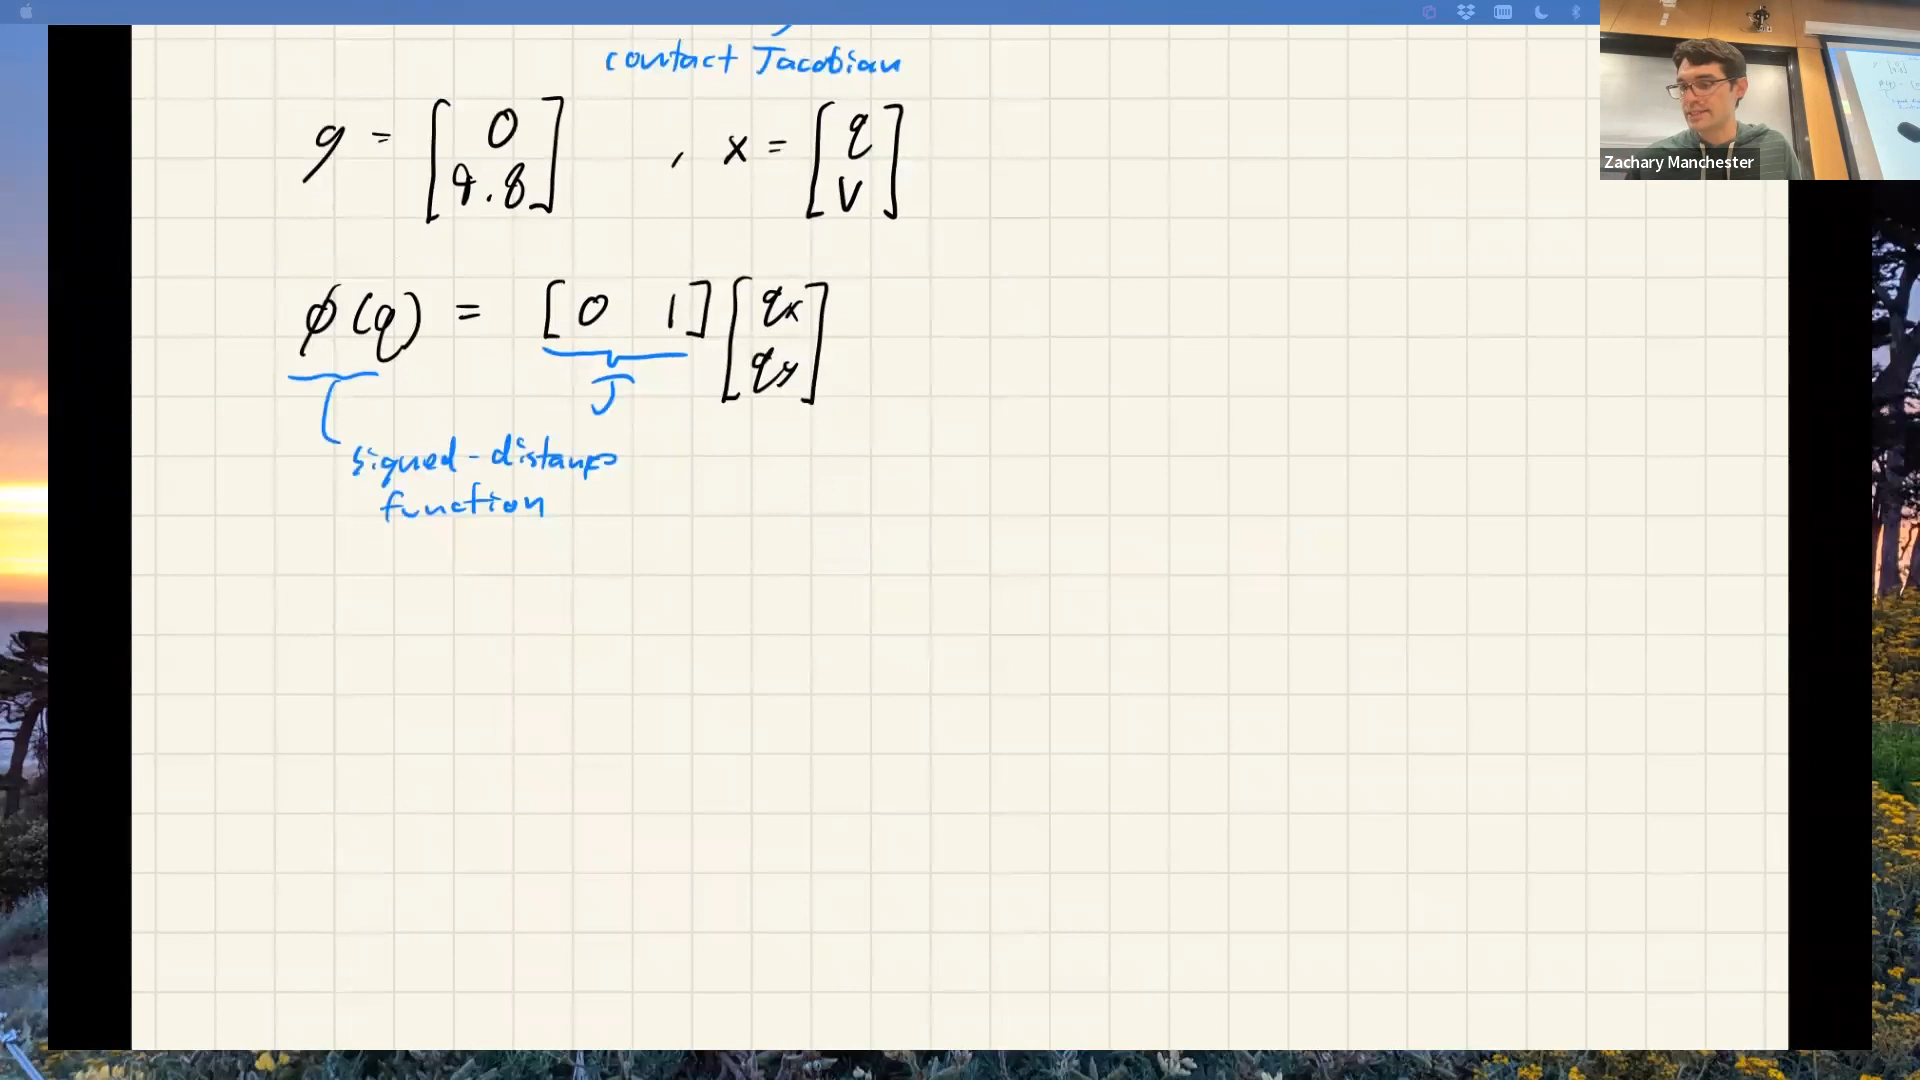 contact Jacobian
g = [0 9.8] , x = [q v]
ϕ(q) = [0 1] [qx qy]
J
signed-distance
function
Zachary Manchester